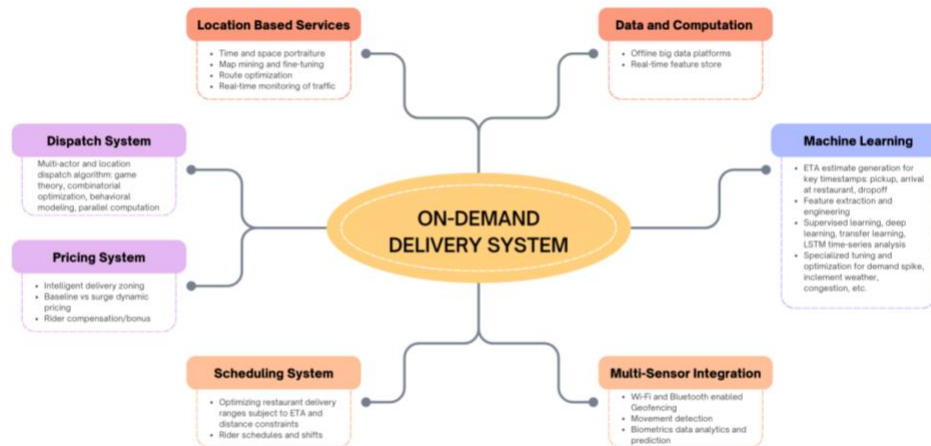 Location Based Services
• Time and space portraiture
• Map mining and fine-tuning
• Route optimization
• Real-time monitoring of traffic
Data and Computation
• Offline big data platforms
• Real-time feature store
Dispatch System
Multi-actor and location
dispatch algorithm: game
theory, combinatorial
optimization, behavioral
modeling, parallel computation
Machine Learning
• ETA estimate generation for
key timestamps: pickup, arrival
at restaurant, dropoff
• Feature extraction and
engineering
• Supervised learning, deep
learning, transfer learning,
LSTM time-series analysis
• Specialized tuning and
optimization for demand spike,
inclement weather,
congestion, etc.
ON-DEMAND
DELIVERY SYSTEM
Pricing System
• Intelligent delivery zoning
• Baseline vs surge dynamic
pricing
• Rider compensation/bonus
Scheduling System
• Optimizing restaurant delivery
ranges subject to ETA and
distance constraints
• Rider schedules and shifts
Multi-Sensor Integration
• Wi-Fi and Bluetooth enabled
Geofencing
• Movement detection
• Biometrics data analytics and
prediction